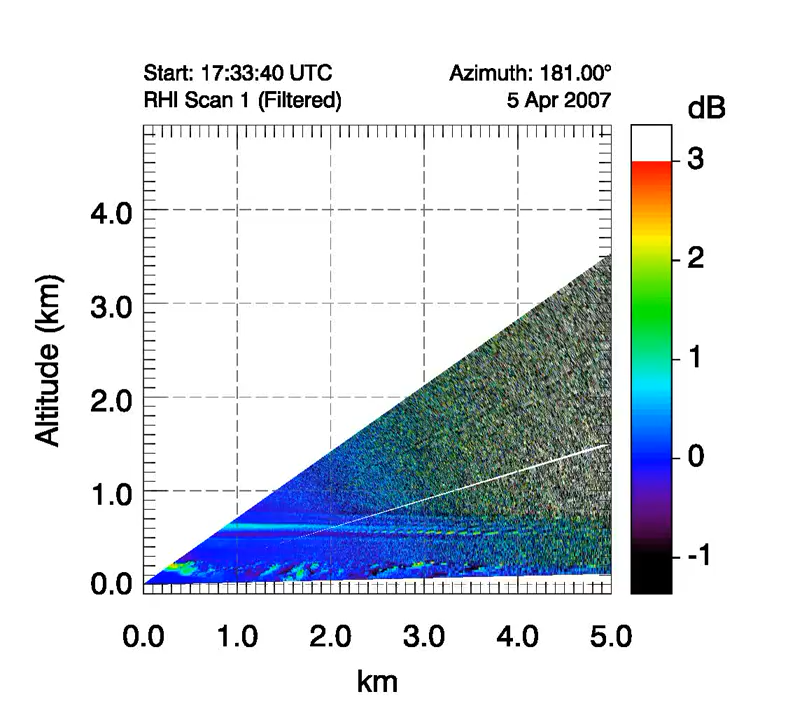 Start: 17:33:40 UTC
Azimuth: 181.00°
RHI Scan 1 (Filtered)
5 Apr 2007
dB
3
2
1
0
-1
Altitude (km)
4.0
3.0
2.0
1.0
0.0
0.0 1.0 2.0 3.0 4.0 5.0
km